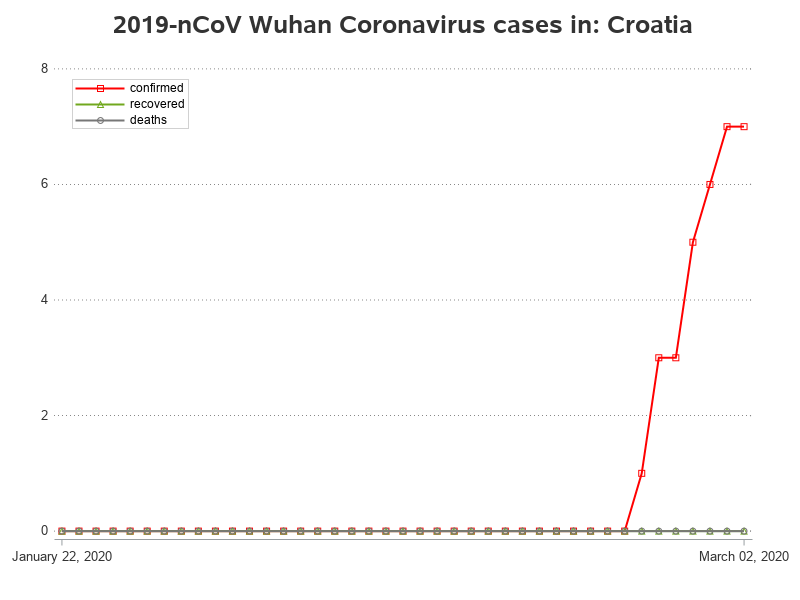 2019-nCoV Wuhan Coronavirus cases in: Croatia
8
confirmed
recovered
deaths
6
4
2
0
January 22, 2020
March 02, 2020